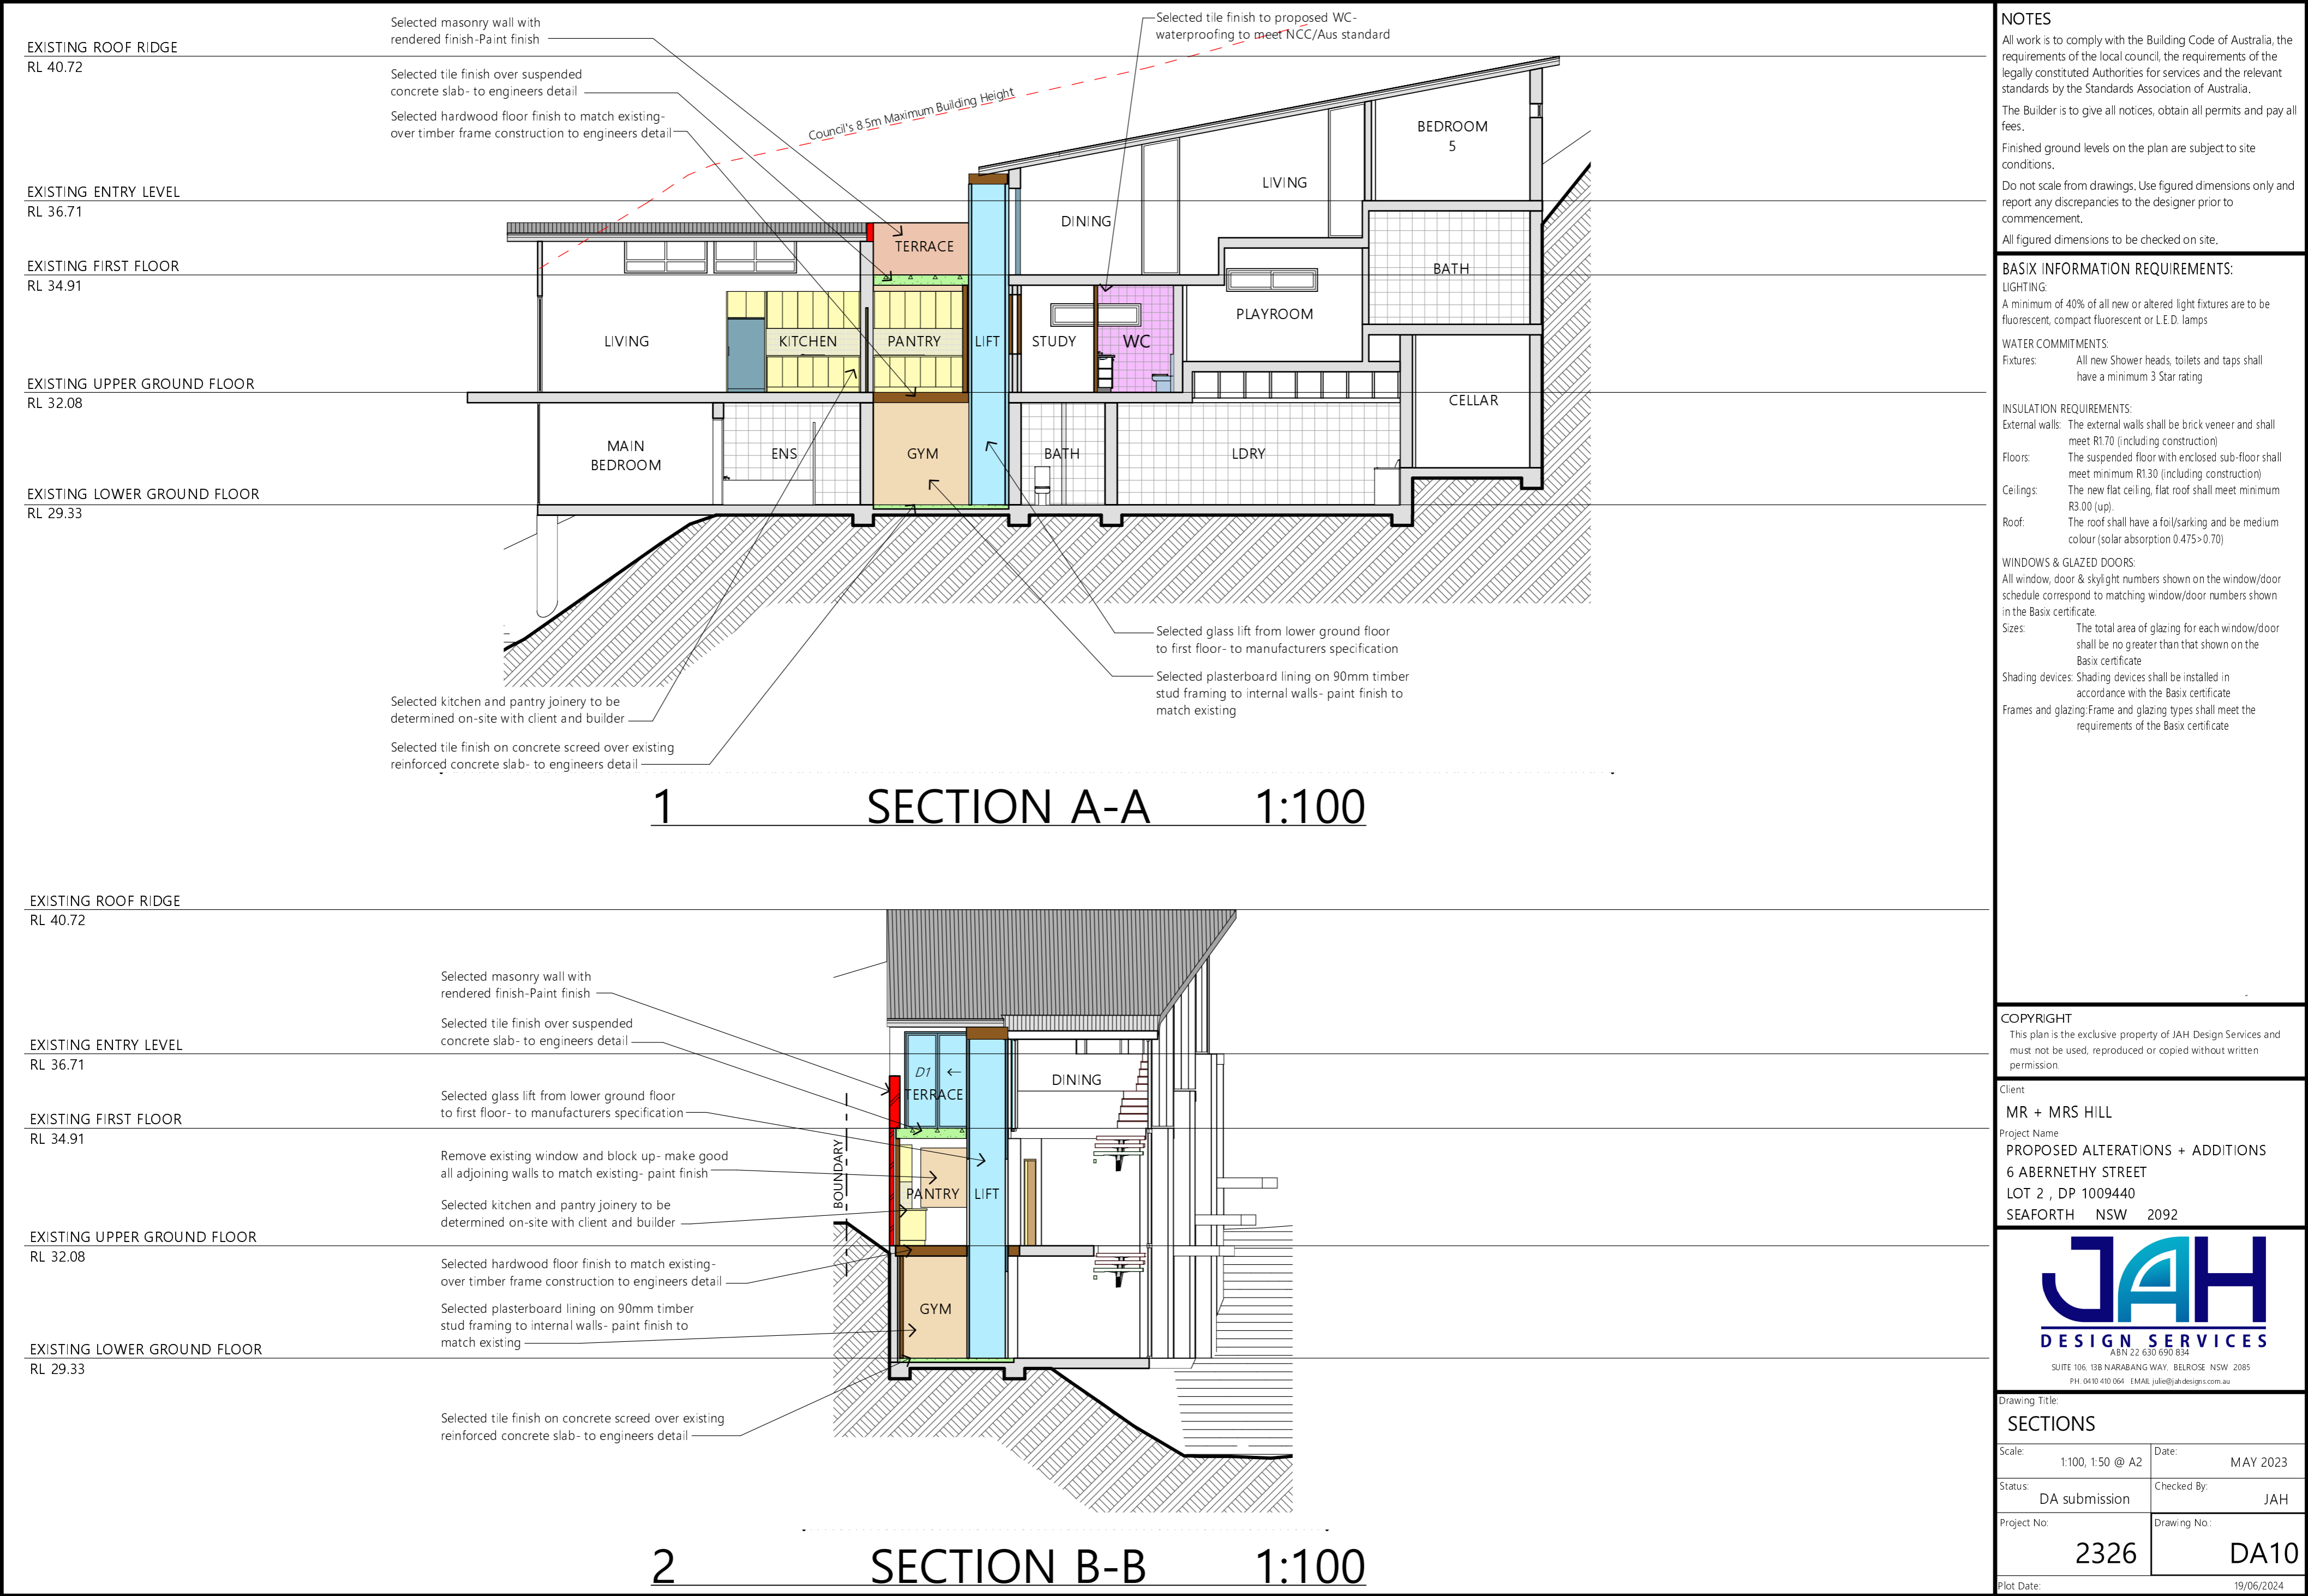 EXISTING ROOF RIDGE
RL 40.72
EXISTING ENTRY LEVEL
RL 36.71
EXISTING FIRST FLOOR
RL 34.91
EXISTING UPPER GROUND FLOOR
RL 32.08
EXISTING LOWER GROUND FLOOR
RL 29.33
Selected masonry wall with
rendered finish-Paint finish
Selected tile finish over suspended
concrete slab- to engineers detail
Selected hardwood floor finish to match existing-
over timber frame construction to engineers detail
Selected tile finish to proposed WC-
waterproofing to meet NCC/Aus standard
Council's 8.5m Maximum Building Height
BEDROOM
5
LIVING
DINING
TERRACE
BATH
PLAYROOM
LIVING
KITCHEN
PANTRY
LIFT
STUDY
WC
CELLAR
MAIN
BEDROOM
ENS
GYM
BATH
LDRY
Selected glass lift from lower ground floor
to first floor- to manufacturers specification
Selected plasterboard lining on 90mm timber
stud framing to internal walls- paint finish to
match existing
Selected kitchen and pantry joinery to be
determined on-site with client and builder
Selected tile finish on concrete screed over existing
reinforced concrete slab- to engineers detail
1 SECTION A-A 1:100
EXISTING ROOF RIDGE
RL 40.72
EXISTING ENTRY LEVEL
RL 36.71
EXISTING FIRST FLOOR
RL 34.91
EXISTING UPPER GROUND FLOOR
RL 32.08
EXISTING LOWER GROUND FLOOR
RL 29.33
Selected masonry wall with
rendered finish-Paint finish
Selected tile finish over suspended
concrete slab- to engineers detail
Selected glass lift from lower ground floor
to first floor- to manufacturers specification
Remove existing window and block up- make good
all adjoining walls to match existing- paint finish
Selected kitchen and pantry joinery to be
determined on-site with client and builder
Selected hardwood floor finish to match existing-
over timber frame construction to engineers detail
Selected plasterboard lining on 90mm timber
stud framing to internal walls- paint finish to
match existing
Selected tile finish on concrete screed over existing
reinforced concrete slab- to engineers detail
BOUNDARY
D1
TERRACE
DINING
PANTRY
LIFT
GYM
2 SECTION B-B 1:100
NOTES
All work is to comply with the Building Code of Australia, the
requirements of the local council, the requirements of the
legally constituted Authorities for services and the relevant
standards by the Standards Association of Australia.
The Builder is to give all notices, obtain all permits and pay all
fees.
Finished ground levels on the plan are subject to site
conditions.
Do not scale from drawings. Use figured dimensions only and
report any discrepancies to the designer prior to
commencement.
All figured dimensions to be checked on site.
BASIX INFORMATION REQUIREMENTS:
LIGHTING:
A minimum of 40% of all new or altered light fixtures are to be
fluorescent, compact fluorescent or L.E.D. lamps
WATER COMMITMENTS:
Fixtures: All new Shower heads, toilets and taps shall
have a minimum 3 Star rating
INSULATION REQUIREMENTS:
External walls: The external walls shall be brick veneer and shall
meet R1.70 (including construction)
Floors: The suspended floor with enclosed sub-floor shall
meet minimum R1.30 (including construction)
Ceilings: The new flat ceiling, flat roof shall meet minimum
R3.00 (up).
Roof: The roof shall have a foil/sarking and be medium
colour (solar absorption 0.475>0.70)
WINDOWS & GLAZED DOORS:
All window, door & skylight numbers shown on the window/door
schedule correspond to matching window/door numbers shown
in the Basix certificate.
Sizes: The total area of glazing for each window/door
shall be no greater than that shown on the
Basix certificate
Shading devices: Shading devices shall be installed in
accordance with the Basix certificate
Frames and glazing: Frame and glazing types shall meet the
requirements of the Basix certificate
COPYRIGHT
This plan is the exclusive property of JAH Design Services and
must not be used, reproduced or copied without written
permission.
Client
MR + MRS HILL
Project Name
PROPOSED ALTERATIONS + ADDITIONS
6 ABERNETHY STREET
LOT 2 , DP 1009440
SEAFORTH NSW 2092
JAH
DESIGN SERVICES
ABN 22 630 690 834
SUITE 106, 13B NARABANG WAY, BELROSE NSW 2085
PH. 0410 410 064 EMAIL julie@jahdesigns.com.au
Drawing Title:
SECTIONS
Scale: 1:100, 1:50 @ A2
Date: MAY 2023
Status: DA submission
Checked By: JAH
Project No: 2326
Drawing No.: DA10
Plot Date: 19/06/2024